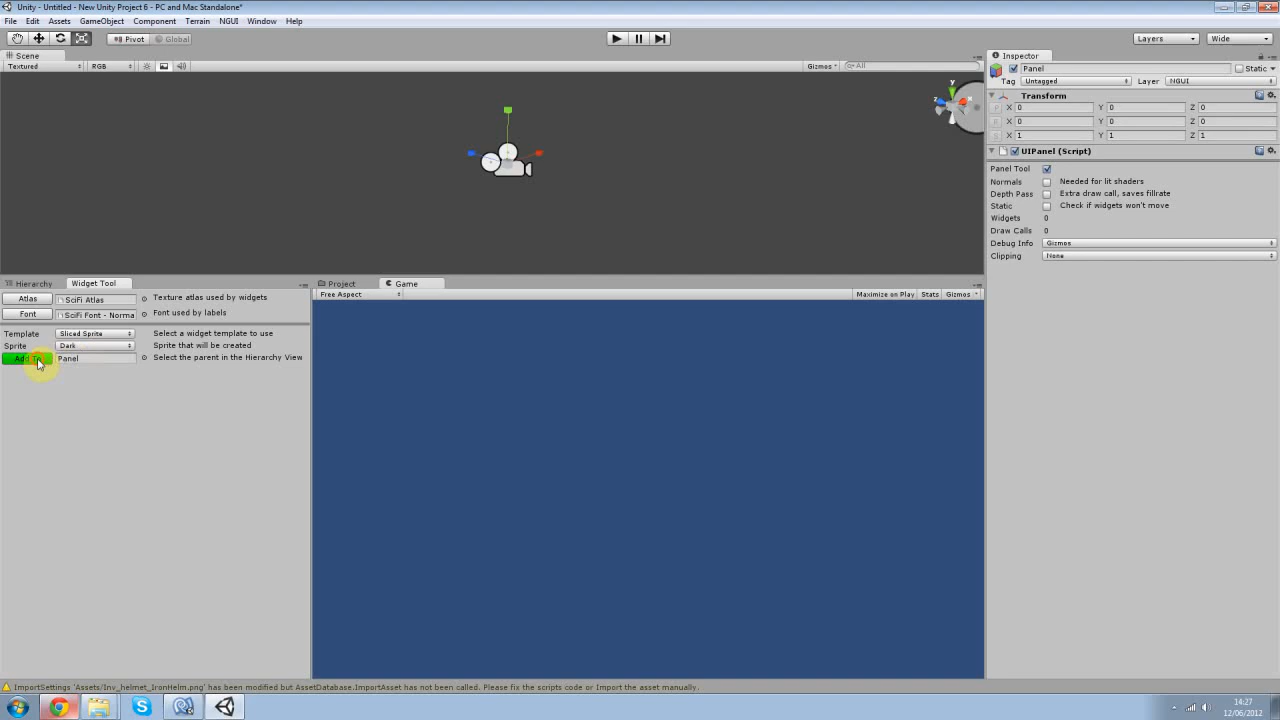 Unity - Untitled - New Unity Project 6 - PC and Mac Standalone*
File Edit Assets GameObject Component Terrain NGUI Window Help
Pivot Global Layers Wide
Scene
Textured RGB Gizmos All
y
z x
Inspector
Panel Static
Tag Untagged Layer NGUI
Transform
P X 0 Y 0 Z 0
R X 0 Y 0 Z 0
S X 1 Y 1 Z 1
UIPanel (Script)
Panel Tool
Normals Needed for lit shaders
Depth Pass Extra draw call, saves fillrate
Static Check if widgets won't move
Widgets 0
Draw Calls 0
Debug Info Gizmos
Clipping None
Hierarchy Widget Tool
Atlas SciFi Atlas Texture atlas used by widgets
Font SciFi Font - Norma Font used by labels
Template Sliced Sprite Select a widget template to use
Sprite Dark Sprite that will be created
Add To Panel Select the parent in the Hierarchy View
Project Game
Free Aspect Maximize on Play Stats Gizmos
ImportSettings 'Assets/Inv_helmet_IronHelm.png' has been modified but AssetDatabase.ImportAsset has not been called. Please fix the scripts code or Import the asset manually.
14:27
12/06/2012